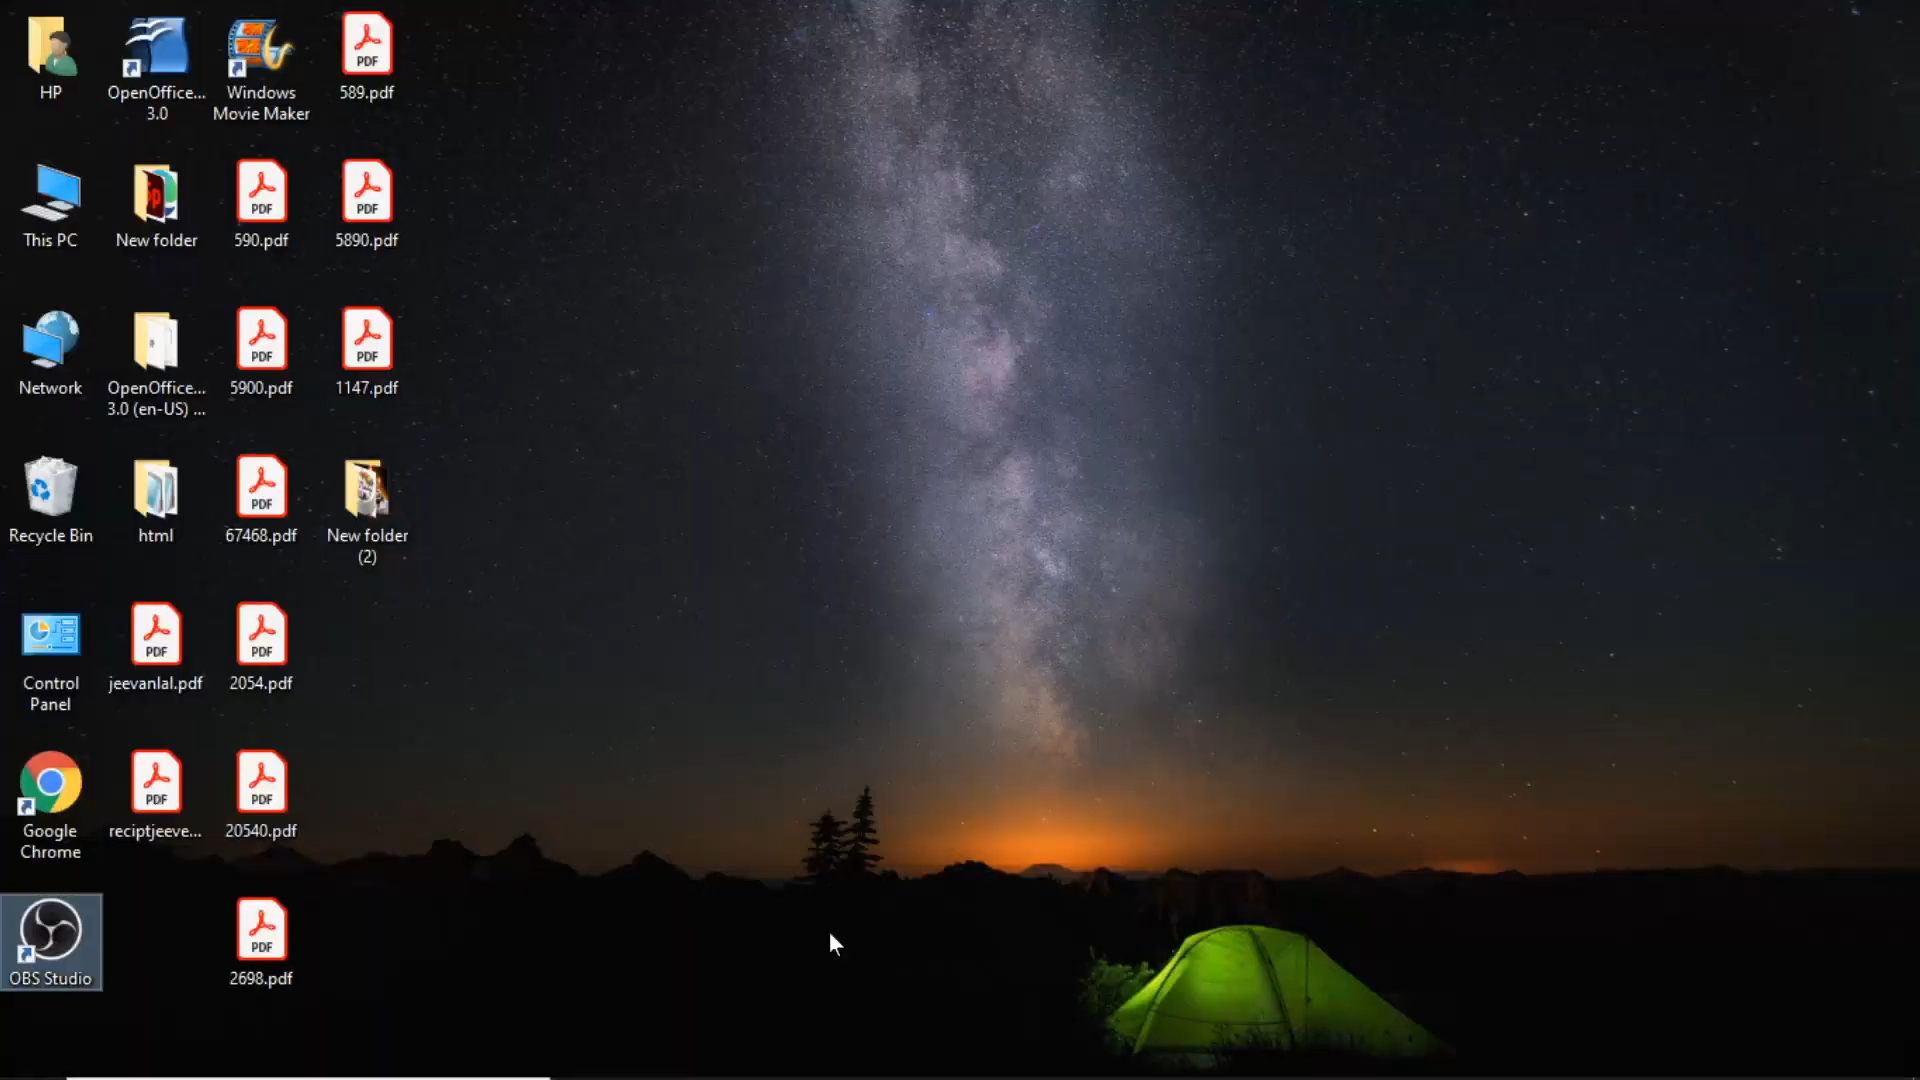 HP
OpenOffice...
3.0
Windows
Movie Maker
PDF
589.pdf
This PC
New folder
PDF
590.pdf
PDF
5890.pdf
Network
OpenOffice...
3.0 (en-US) ...
PDF
5900.pdf
PDF
1147.pdf
Recycle Bin
html
PDF
67468.pdf
New folder
(2)
Control
Panel
PDF
jeevanlal.pdf
PDF
2054.pdf
Google
Chrome
PDF
reciptjeeve...
PDF
20540.pdf
OBS Studio
PDF
2698.pdf